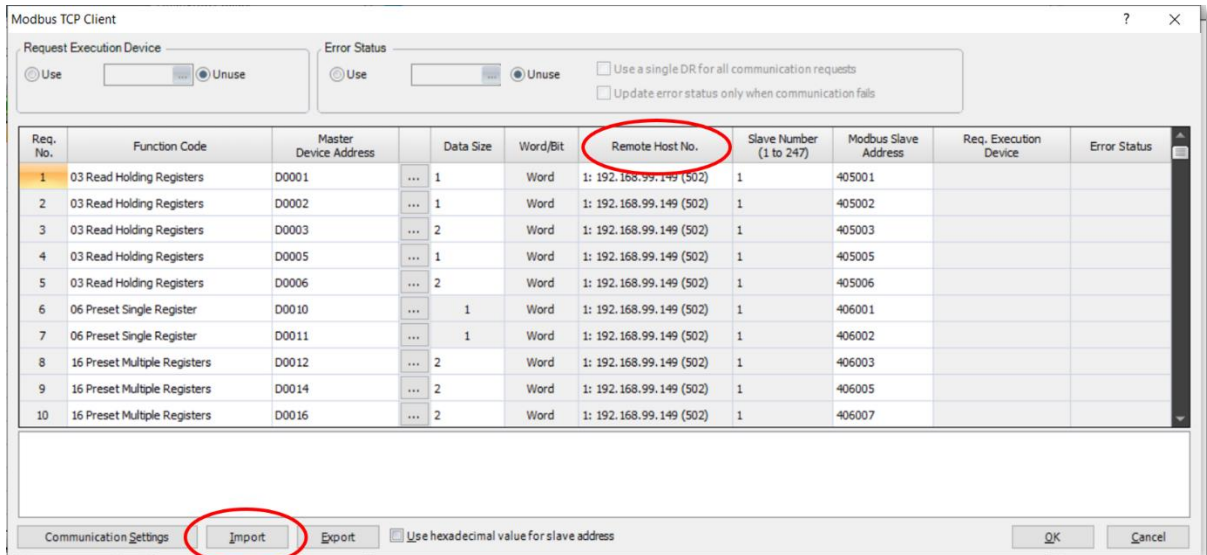 Modbus TCP Client ?
Request Execution Device Error Status
Use ... Unuse Use ... Unuse Use a single DR for all communication requests
Update error status only when communication fails
Req. No. Function Code Master Device Address Data Size Word/Bit Remote Host No. Slave Number (1 to 247) Modbus Slave Address Req. Execution Device Error Status
1 03 Read Holding Registers D0001 ... 1 Word 1: 192.168.99.149 (502) 1 405001
2 03 Read Holding Registers D0002 ... 1 Word 1: 192.168.99.149 (502) 1 405002
3 03 Read Holding Registers D0003 ... 2 Word 1: 192.168.99.149 (502) 1 405003
4 03 Read Holding Registers D0005 ... 1 Word 1: 192.168.99.149 (502) 1 405005
5 03 Read Holding Registers D0006 ... 2 Word 1: 192.168.99.149 (502) 1 405006
6 06 Preset Single Register D0010 ... 1 Word 1: 192.168.99.149 (502) 1 406001
7 06 Preset Single Register D0011 ... 1 Word 1: 192.168.99.149 (502) 1 406002
8 16 Preset Multiple Registers D0012 ... 2 Word 1: 192.168.99.149 (502) 1 406003
9 16 Preset Multiple Registers D0014 ... 2 Word 1: 192.168.99.149 (502) 1 406005
10 16 Preset Multiple Registers D0016 ... 2 Word 1: 192.168.99.149 (502) 1 406007
Communication Settings Import Export Use hexadecimal value for slave address OK Cancel